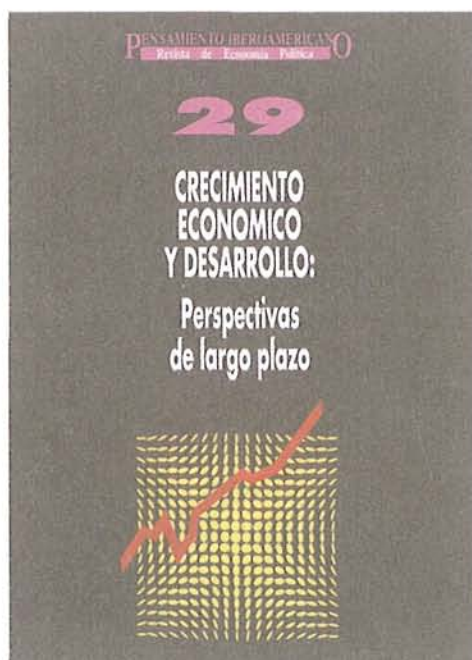 PENSAMIENTO IBEROAMERICANO
Revista de Economía Política
29
CRECIMIENTO
ECONOMICO
Y DESARROLLO:
Perspectivas
de largo plazo